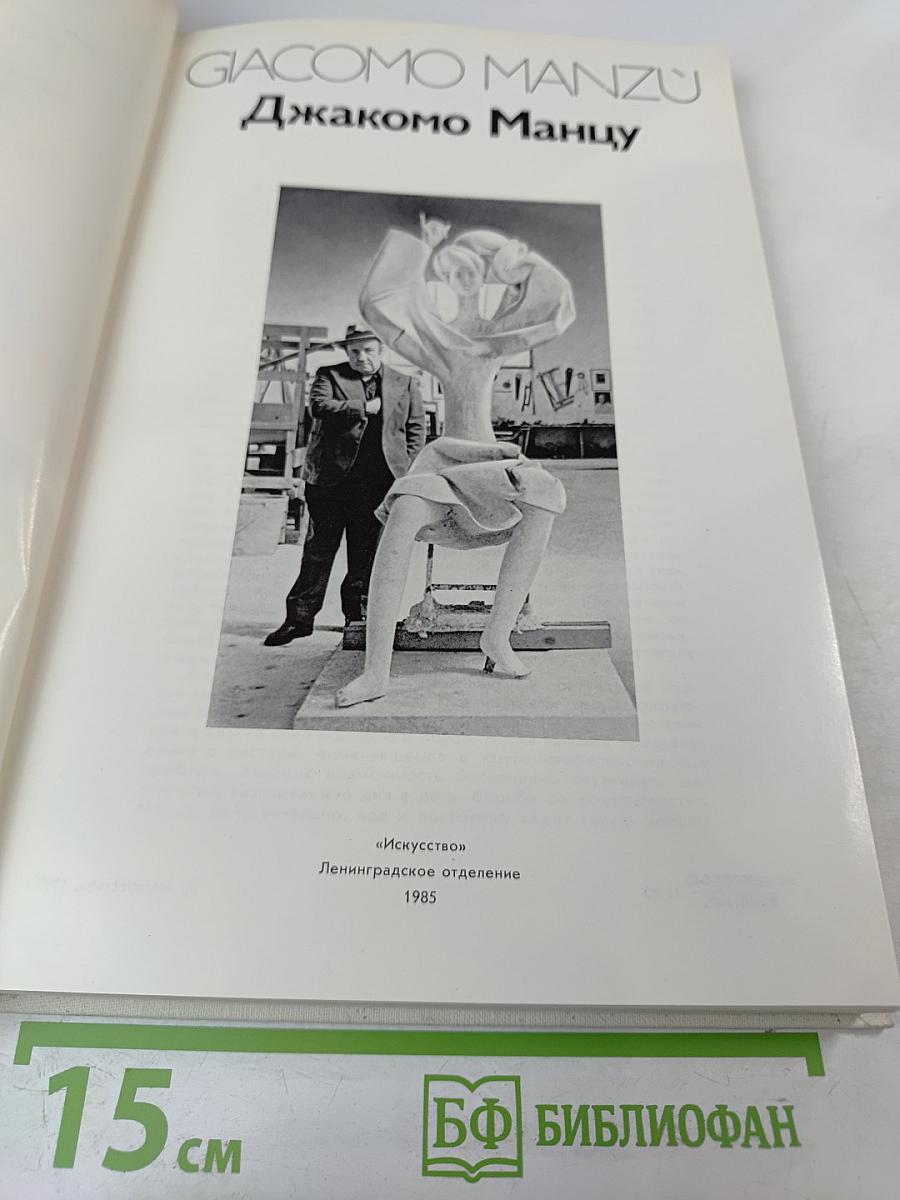 GIACOMO MANZÙ
Джакомо Манцу
«Искусство»
Ленинградское отделение
1985
15 см
БФ БИБЛИОФАН